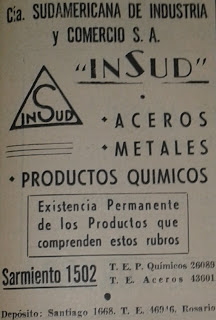 Cía. SUDAMERICANA DE INDUSTRIA
y COMERCIO S. A.
"INSUD"
INSUD
• ACEROS
• METALES
• PRODUCTOS QUIMICOS
Existencia Permanente
de los Productos que
comprenden estos rubros
Sarmiento 1502
T. E. P. Químicos 26089
T. E. Aceros 43601
Depósito: Santiago 1668. T. E. Rosario